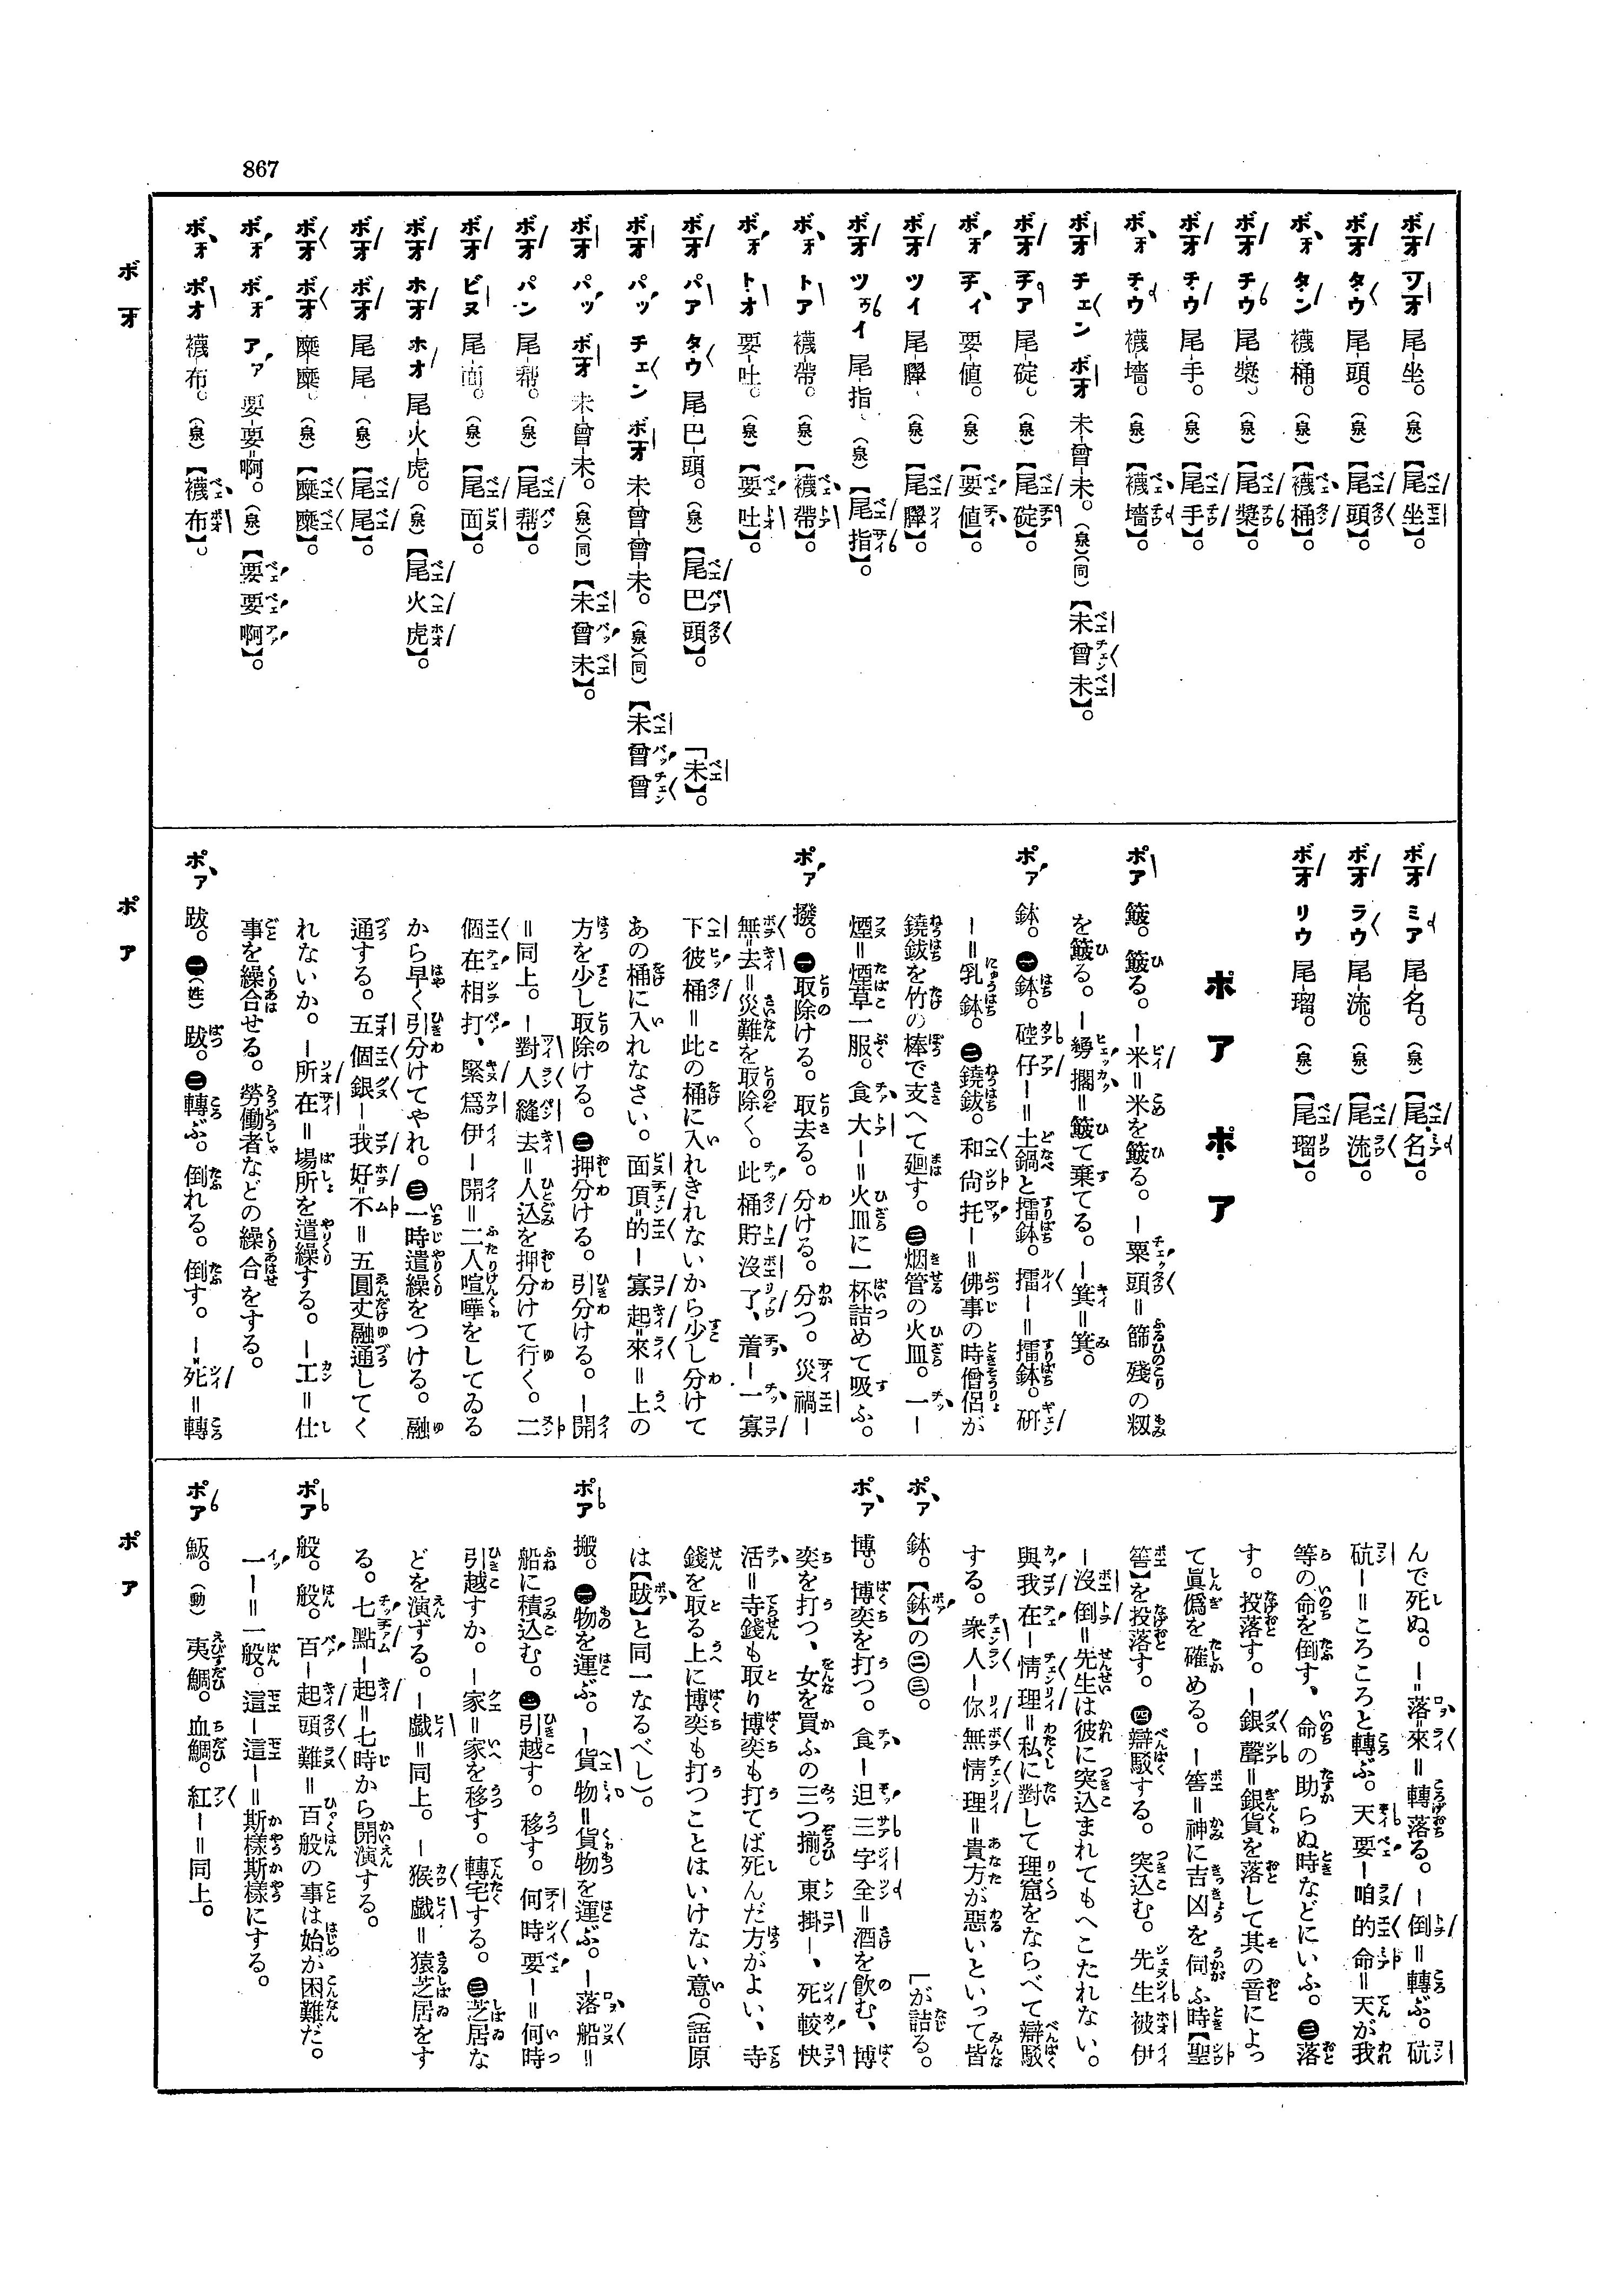 867
ボオ
ポア
ポア
ボオ 尾-坐。(泉)【尾坐】。
ボオ タウ 尾-頭。(泉)【尾頭】。
ボオ タン 襪-桶。(泉)【襪桶】。
ボオ チウ 尾-槳。(泉)【尾槳】。
ボオ チウ 尾-手。(泉)【尾手】。
ボオ チウ 襪-墻。(泉)【襪墻】。
ボオ チェン ボオ 未-曾-未。(泉)(同)【未曾未】。
ボオ 尾-碇。(泉)【尾碇】。
ボオ 要-値。(泉)【要値】。
ボオ ツイ 尾-脽。(泉)【尾脽】。
ボオ 尾-指。(泉)【尾指】。
ボオ トア 襪-帶。(泉)【襪帶】。
ボオ トオ 要-吐。(泉)【要吐】。
ボオ パア タウ 尾-巴-頭。(泉)【尾巴頭】。
ボオ パッ チェン ボオ 未-曾-曾-未。(泉)(同)【未曾曾未】。
ボオ パッ ボオ 未-曾-未。(泉)(同)【未曾未】。
ボオ パン 尾-幇。(泉)【尾幇】。
ボオ ビヌ 尾-面。(泉)【尾面】。
ボオ ホオ ホオ 尾-火-虎。(泉)【尾火虎】。
ボオ ボオ 尾-尾。(泉)【尾尾】。
ボオ ボオ 糜-糜。(泉)【糜糜】。
ボオ ボオ アァ 要-要=啊。(泉)【要要啊】。
ボオ ポオ 襪-布。(泉)【襪布】。
ボオ ミア 尾-名。(泉)【尾名】。
ボオ ラウ 尾-流。(泉)【尾流】。
ボオ リウ 尾-瑠。(泉)【尾瑠】。
ポア ポア
ポア 簸。簸る。ー米=米を簸る。ー粟頭=篩殘の籾
を簸る。ー簸て棄てる。ー箕=箕。
ポア 鉢。㊀鉢。硿仔ー=土鍋と擂鉢。擂ー=擂鉢。研
ー=乳鉢。㊁鐃鈸。和尙托ー=佛事の時僧侶が
鐃鈸を竹の棒で支へて廻す。㊂烟管の火皿。一ー
煙=煙草一服。食大ー=火皿に一杯詰めて吸ふ。
ポア 撥。㊀取除ける。取去る。分ける。分つ。災禍ー
無=去=災難を取除く。此桶貯沒了、着ー一寡
下彼桶=此の桶に入れきれないから少し分けて
あの桶に入れなさい。面頂=的ー寡起=來=上の
方を少し取除ける。㊁押分ける。引分ける。ー開
=同上。ー對人縫去=人込を押分けて行く。二
個在相打、緊爲伊ー開=二人喧嘩をしてゐる
から早く引分けてやれ。㊂一時遣繰をつける。融
通する。五個銀ー=我好=不=五圓丈融通してく
れないか。ー所在=場所を遣繰する。ー工=仕
事を繰合せる。勞働者などの繰合をする。
ポア 跋。㊀(姓)跋。㊁轉ぶ。倒れる。倒す。ー=死=轉
んで死ぬ。ー=落=來=轉落る。ー倒=轉ぶ。
ー=ころころと轉ぶ。天要ー咱的命=天が我
等の命を倒す、命の助らぬ時などにいふ。㊂落
す。投落す。ー銀聲=銀貨を落して其の音によっ
て眞僞を確める。ー筶=神に吉凶を伺ふ時【聖
筶】を投落す。㊃辯駁する。突込む。先生被伊
ー沒倒=先生は彼に突込まれてもへこたれない。
與我在ー情理=私に對して理窟をならべて辯駁
する。衆人ー你無情理=貴方が惡いといって皆
が詰る。
ポア 鉢。【鉢】の㊁㊂。
ポア 博。博奕を打つ。食ー=酒を飮む、博
奕を打つ、女を買ふの三つ揃。東掛ー、死較快
活=寺錢も取り博奕も打てば死んだ方がよい、寺
錢を取る上に博奕も打つことはいけない意。(語原
は【跋】と同一なるべし)。
ポア 搬。㊀物を運ぶ。ー貨物=貨物を運ぶ。ー落船=
船に積込む。㊁引越す。移す。何時要ー=何時
引越すか。ー家=家を移す。轉宅する。㊂芝居な
どを演ずる。ー戲=同上。ー猴戲=猿芝居をす
る。七點ー起=七時から開演する。
ポア 般。般。百ー起頭難=百般の事は始が困難だ。
一ー=一般。這ー這ー=斯樣斯樣にする。
ポア 魬。(動)夷鯛。血鯛。紅ー=同上。